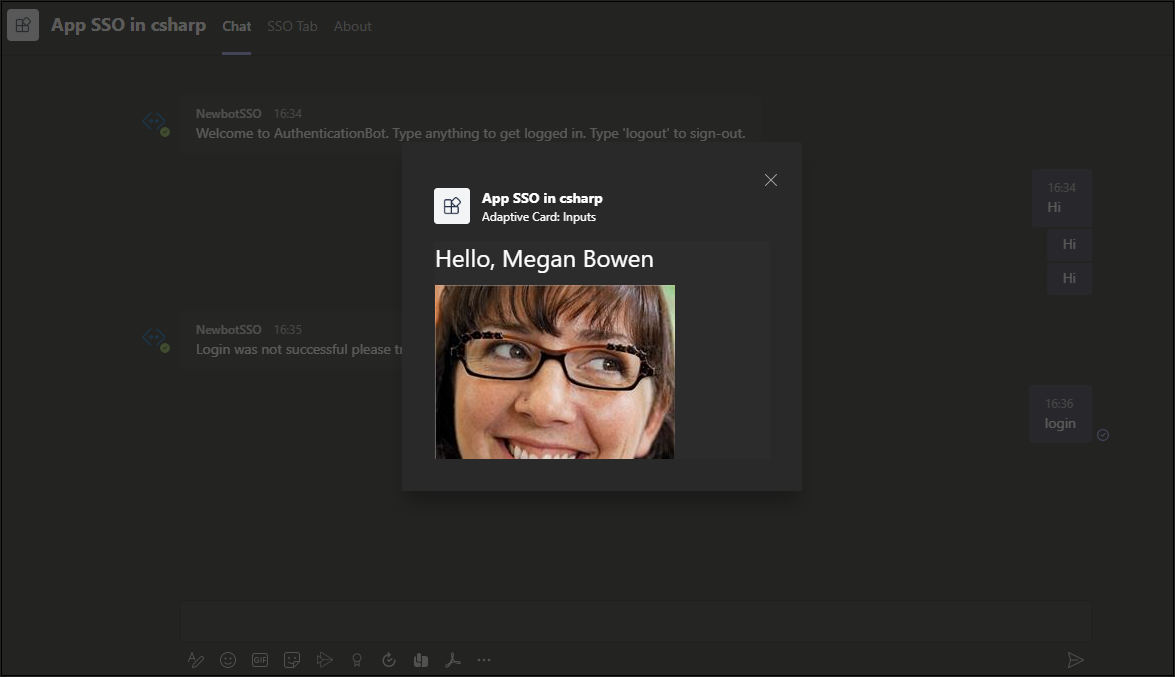 App SSO in csharp Chat SSO Tab About
NewbotSSO 16:34
Welcome to AuthenticationBot. Type anything to get logged in. Type 'logout' to sign-out.
16:34
Hi
Hi
Hi
App SSO in csharp
Adaptive Card: Inputs
Hello, Megan Bowen
NewbotSSO 16:35
Login was not successful please
16:36
login
GIF